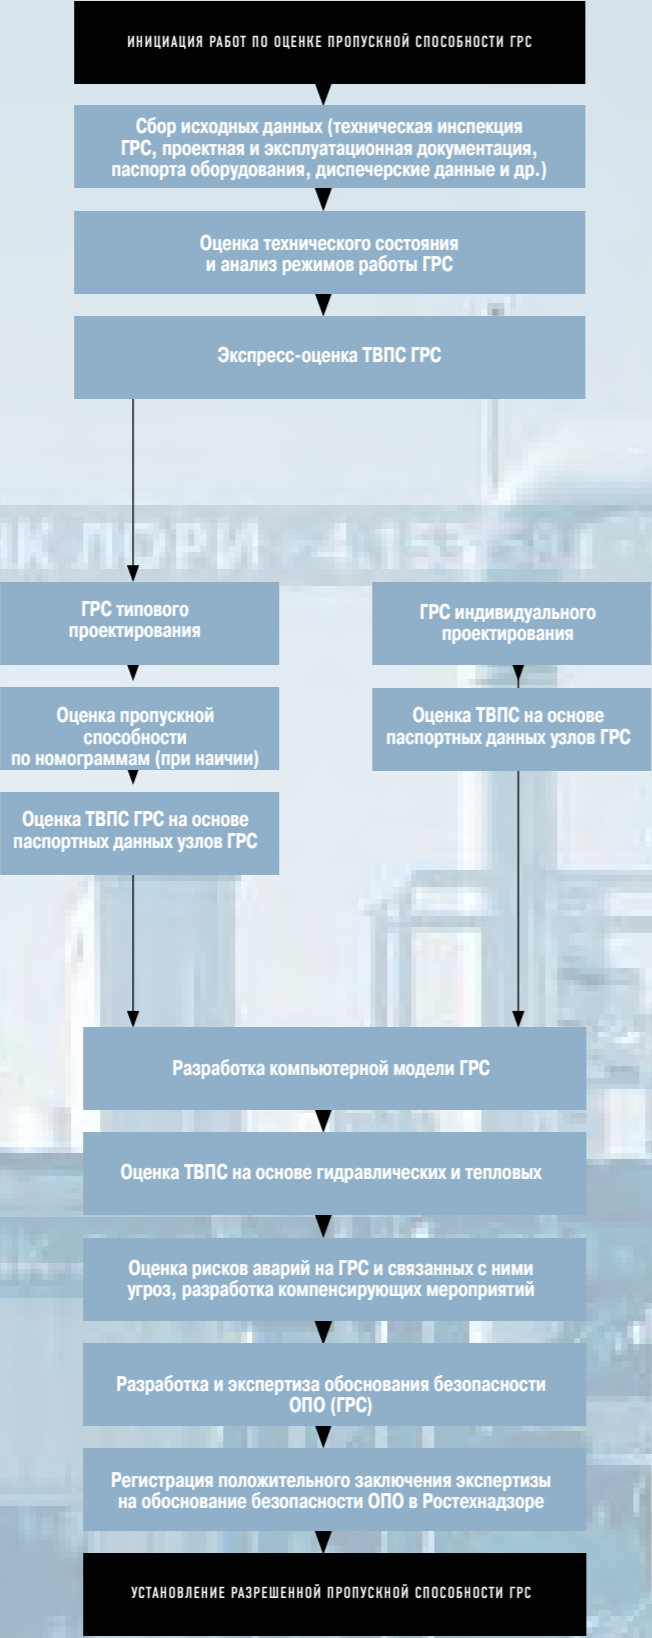 ИНИЦИАЦИЯ РАБОТ ПО ОЦЕНКЕ ПРОПУСКНОЙ СПОСОБНОСТИ ГРС
Сбор исходных данных (техническая инспекция
ГРС, проектная и эксплуатационная документация,
паспорта оборудования, диспечерские данные и др.)
Оценка технического состояния
и анализ режимов работы ГРС
Экспресс-оценка ТВПС ГРС
ГРС типового
проектирования
Оценка пропускной
способности
по номограммам (при наичии)
Оценка ТВПС ГРС на основе
паспортных данных узлов ГРС
ГРС индивидуального
проектирования
Оценка ТВПС на основе
паспортных данных узлов ГРС
Разработка компьютерной модели ГРС
Оценка ТВПС на основе гидравлических и тепловых
Оценка рисков аварий на ГРС и связанных с ними
угроз, разработка компенсирующих мероприятий
Разработка и экспертиза обоснования безопасности
ОПО (ГРС)
Регистрация положительного заключения экспертизы
на обоснование безопасности ОПО в Ростехнадзоре
УСТАНОВЛЕНИЕ РАЗРЕШЕННОЙ ПРОПУСКНОЙ СПОСОБНОСТИ ГРС